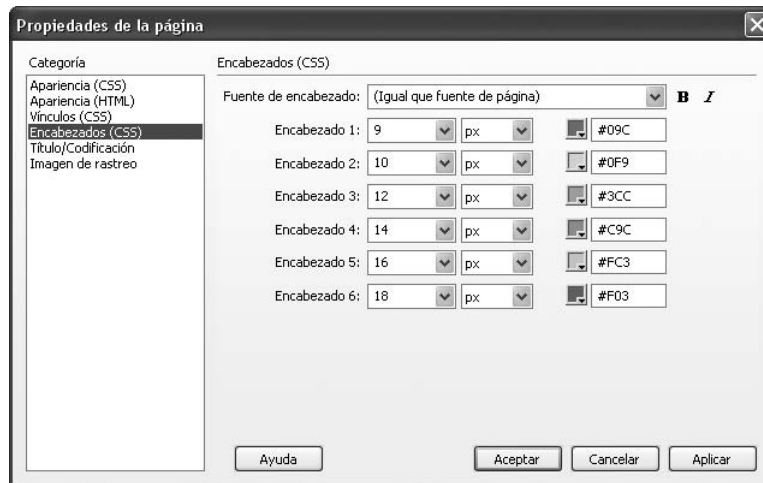 Propiedades de la página
Categoría
Apariencia (CSS)
Apariencia (HTML)
Vínculos (CSS)
Encabezados (CSS)
Título/Codificación
Imagen de rastreo
Encabezados (CSS)
Fuente de encabezado: (Igual que fuente de página) B I
Encabezado 1: 9 px #09C
Encabezado 2: 10 px #0F9
Encabezado 3: 12 px #3CC
Encabezado 4: 14 px #C9C
Encabezado 5: 16 px #FC3
Encabezado 6: 18 px #F03
Ayuda Aceptar Cancelar Aplicar